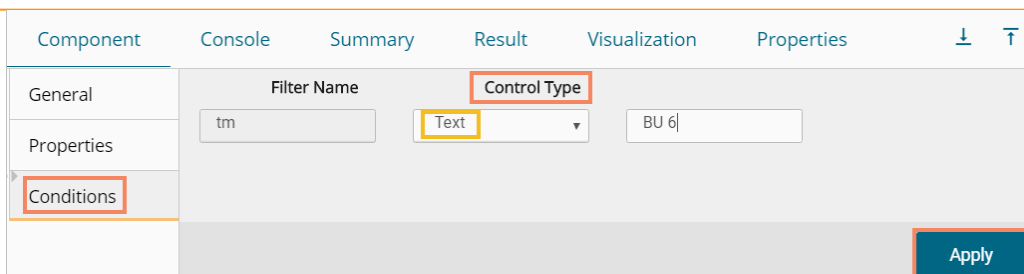 Component Console Summary Result Visualization Properties
General
Filter Name Control Type
tm Text BU 6
Properties
Conditions
Apply